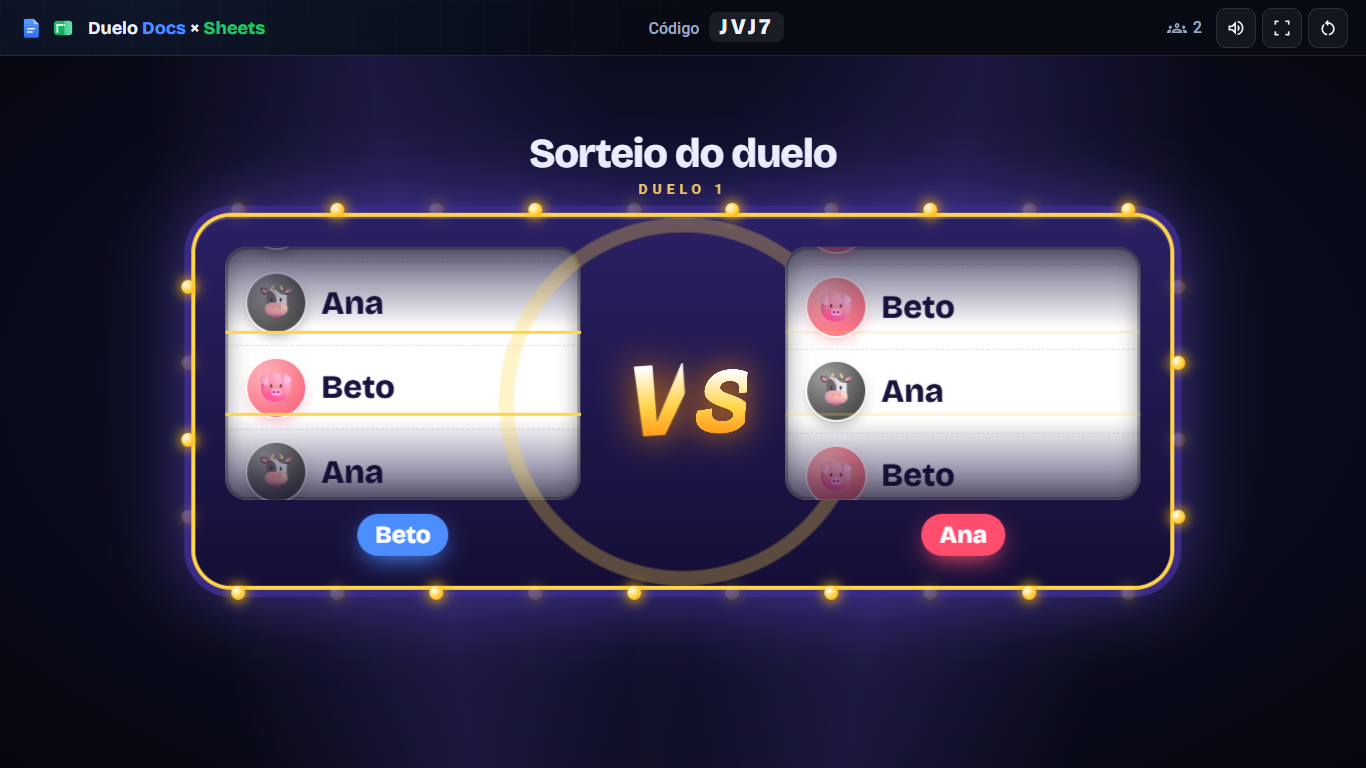 Duelo Docs × Sheets
Código JVJ7
2
Sorteio do duelo
DUELO 1
Ana
Beto
Ana
VS
Beto
Ana
Beto
Beto
Ana